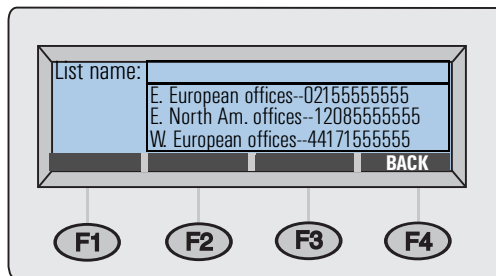 List name:
E. European offices--02155555555
E. North Am. offices--12085555555
W. European offices--44171555555
BACK
F1 F2 F3 F4